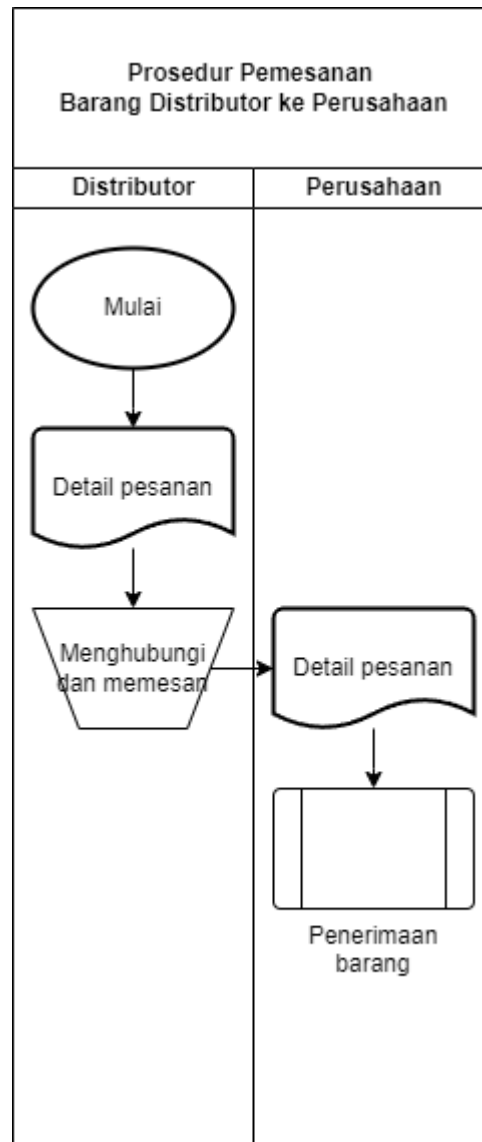 Prosedur Pemesanan
Barang Distributor ke Perusahaan
Distributor
Perusahaan
Mulai
Detail pesanan
Menghubungi
dan memesan
Detail pesanan
Penerimaan
barang